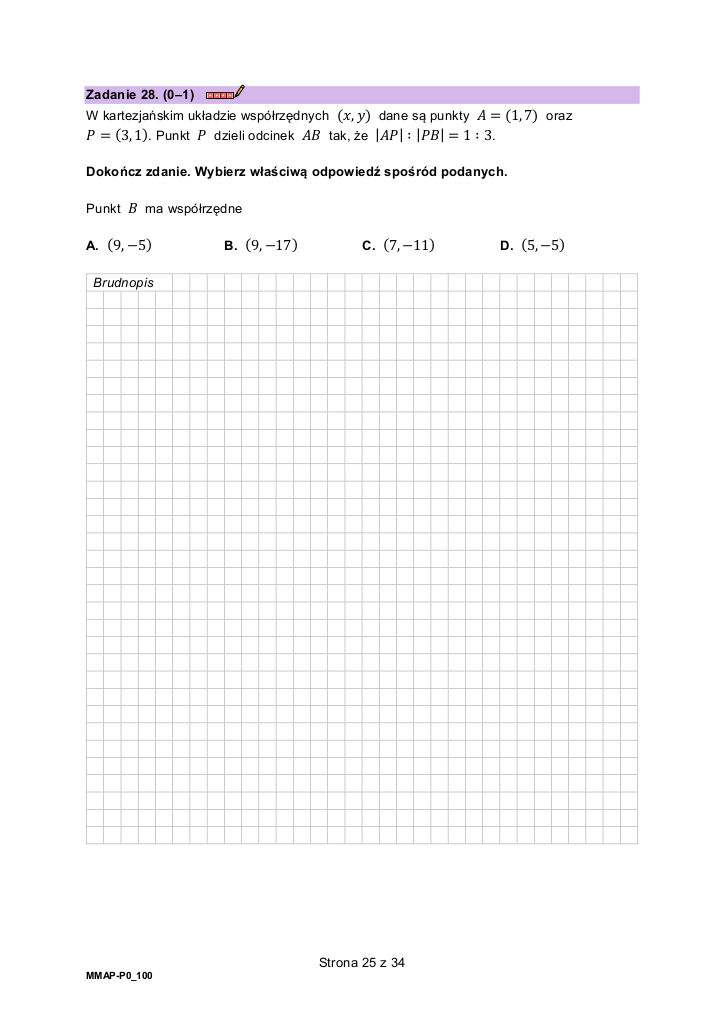 Zadanie 28. (0–1)
W kartezjańskim układzie współrzędnych (x, y) dane są punkty A = (1, 7) oraz
P = (3, 1). Punkt P dzieli odcinek AB tak, że |AP| : |PB| = 1 : 3.
Dokończ zdanie. Wybierz właściwą odpowiedź spośród podanych.
Punkt B ma współrzędne
A. (9, −5) B. (9, −17) C. (7, −11) D. (5, −5)
Brudnopis
Strona 25 z 34
MMAP-P0_100